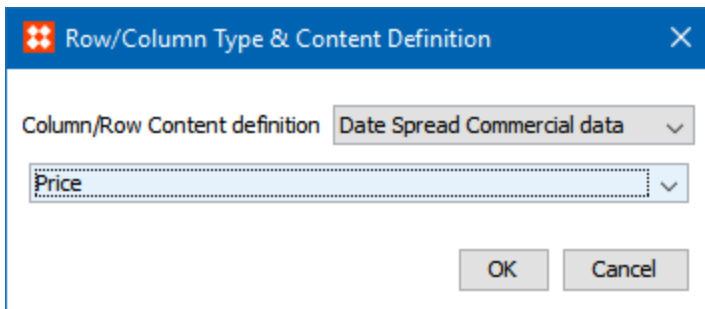 Row/Column Type & Content Definition
Column/Row Content definition Date Spread Commercial data
Price
OK Cancel